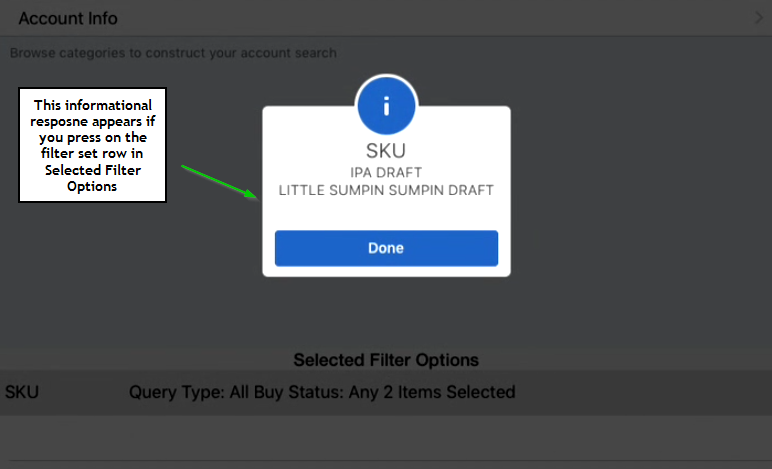 Account Info
Browse categories to construct your account search
This informational
resposne appears if
you press on the
filter set row in
Selected Filter
Options
i
SKU
IPA DRAFT
LITTLE SUMPIN SUMPIN DRAFT
Done
Selected Filter Options
SKU Query Type: All Buy Status: Any 2 Items Selected